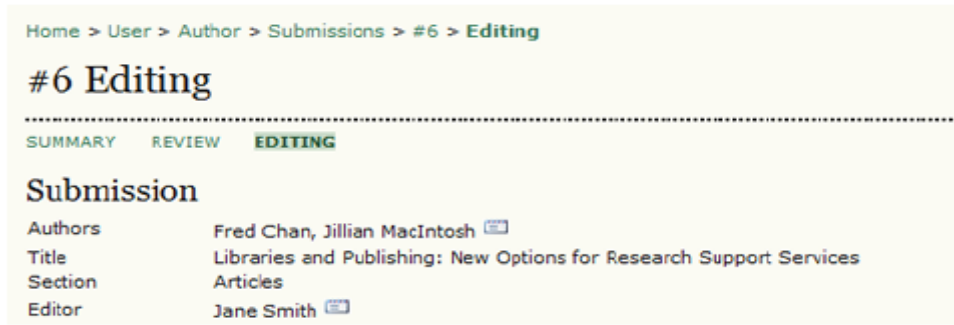 Home > User > Author > Submissions > #6 > Editing
#6 Editing
SUMMARY REVIEW EDITING
Submission
Authors Fred Chan, Jillian MacIntosh
Title Libraries and Publishing: New Options for Research Support Services
Section Articles
Editor Jane Smith